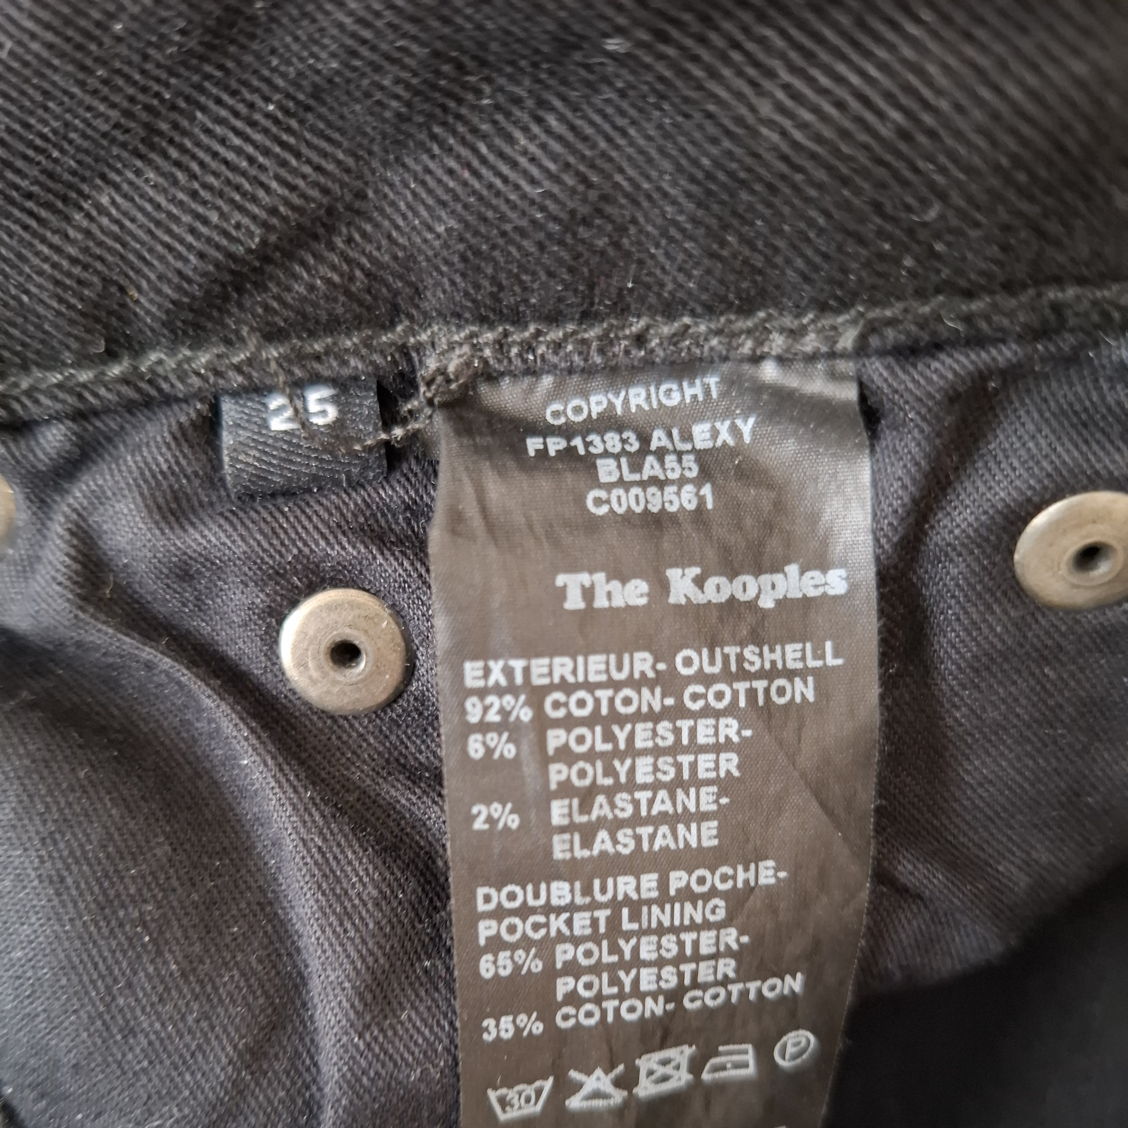 25
COPYRIGHT
FP1383 ALEXY
BLA55
C009561
The Kooples
EXTERIEUR- OUTSHELL
92% COTON- COTTON
6% POLYESTER-
POLYESTER
2% ELASTANE-
ELASTANE
DOUBLURE POCHE-
POCKET LINING
65% POLYESTER-
POLYESTER
35% COTON- COTTON
30 P